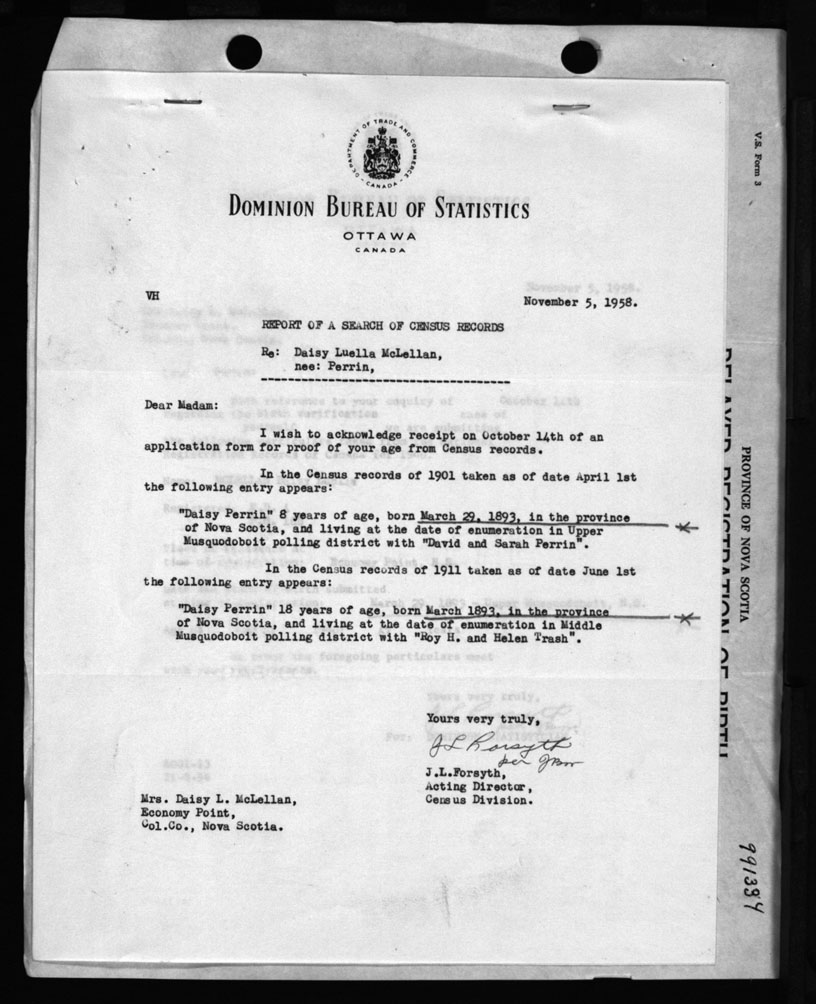 DEPARTMENT OF TRADE AND COMMERCE
CANADA
DOMINION BUREAU OF STATISTICS
OTTAWA
CANADA
VH
November 5, 1958.
REPORT OF A SEARCH OF CENSUS RECORDS
Re: Daisy Luella McLellan,
nee: Perrin,
Dear Madam:
I wish to acknowledge receipt on October 14th of an
application form for proof of your age from Census records.
In the Census records of 1901 taken as of date April 1st
the following entry appears:
"Daisy Perrin" 8 years of age, born March 29, 1893, in the province
of Nova Scotia, and living at the date of enumeration in Upper
Musquodoboit polling district with "David and Sarah Perrin".
In the Census records of 1911 taken as of date June 1st
the following entry appears:
"Daisy Perrin" 18 years of age, born March 1893, in the province
of Nova Scotia, and living at the date of enumeration in Middle
Musquodoboit polling district with "Roy H. and Helen Trash".
Yours very truly,
J L Forsyth
per
J.L.Forsyth,
Acting Director,
Census Division.
Mrs. Daisy L. McLellan,
Economy Point,
Col.Co., Nova Scotia.
V.S. Form 3
PROVINCE OF NOVA SCOTIA
DELAYED REGISTRATION OF BIRTH
991384